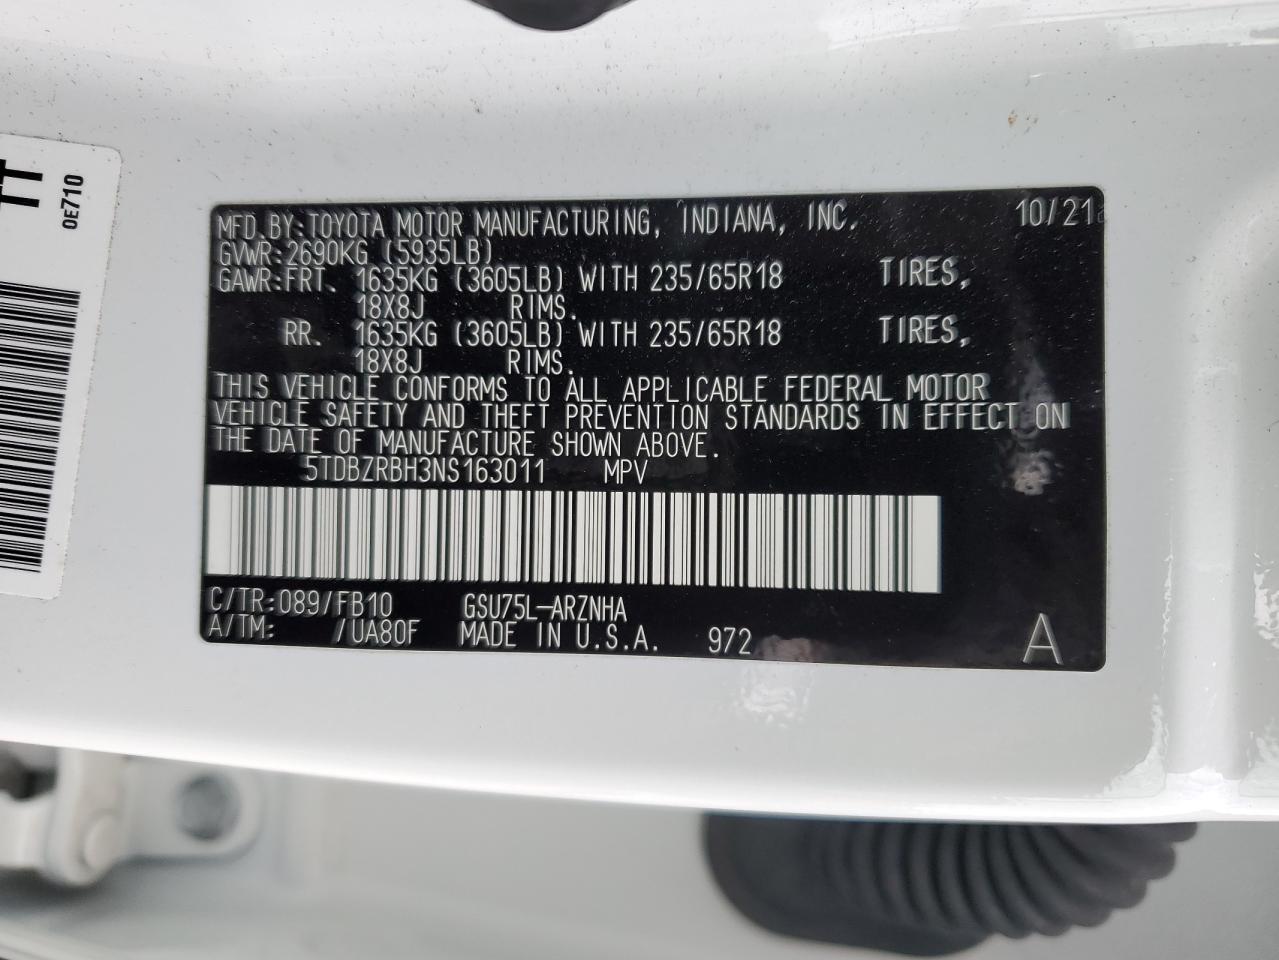 TT
0E710
MFD.BY:TOYOTA MOTOR MANUFACTURING, INDIANA, INC. 10/21
GVWR:2690KG (5935LB)
GAWR:FRT. 1635KG (3605LB) WITH 235/65R18 TIRES,
18X8J RIMS.
RR. 1635KG (3605LB) WITH 235/65R18 TIRES,
18X8J RIMS.
THIS VEHICLE CONFORMS TO ALL APPLICABLE FEDERAL MOTOR
VEHICLE SAFETY AND THEFT PREVENTION STANDARDS IN EFFECT ON
THE DATE OF MANUFACTURE SHOWN ABOVE.
5TDBZRBH3NS163011 MPV
C/TR:089/FB10 GSU75L-ARZNHA
A/TM: /UA80F MADE IN U.S.A. 972 A